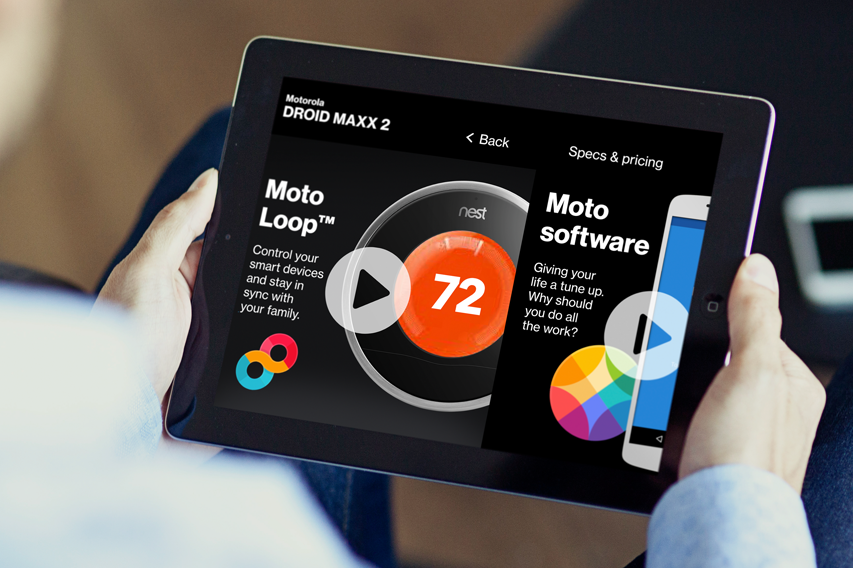 Motorola
DROID MAXX 2
< Back
Specs & pricing
Moto
Loop™
Control your
smart devices
and stay in
sync with
your family.
nest
72
Moto
software
Giving your
life a tune up.
Why should
you do all
the work?